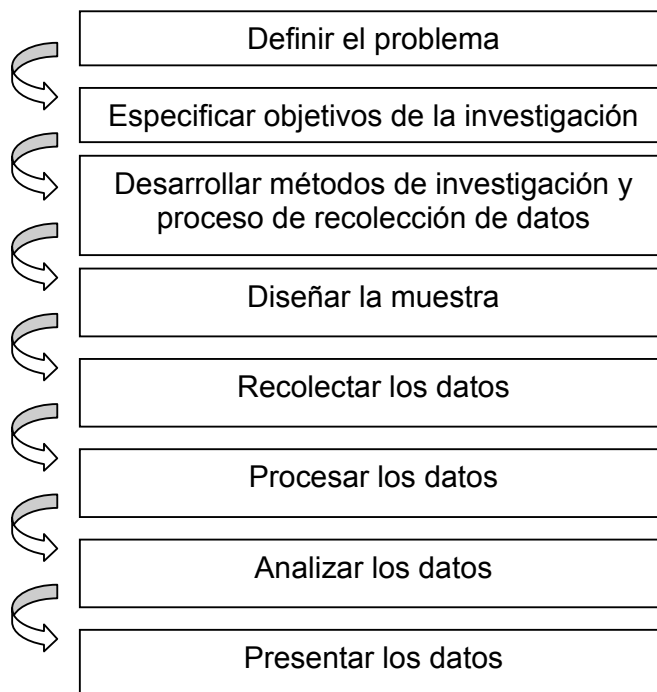 Definir el problema
Especificar objetivos de la investigación
Desarrollar métodos de investigación y
proceso de recolección de datos
Diseñar la muestra
Recolectar los datos
Procesar los datos
Analizar los datos
Presentar los datos